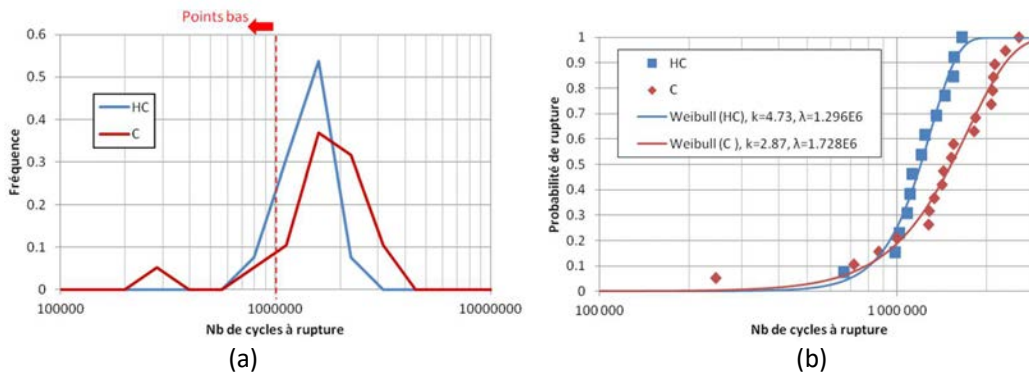 Points bas
0.6
0.5
0.4
0.3
0.2
0.1
0
Fréquence
HC
C
100000
1000000
10000000
Nb de cycles à rupture
(a)
1
0.9
0.8
0.7
0.6
0.5
0.4
0.3
0.2
0.1
0
Probabilité de rupture
HC
C
Weibull (HC), k=4.73, λ=1.296E6
Weibull (C ), k=2.87, λ=1.728E6
100 000
1 000 000
Nb de cycles à rupture
(b)